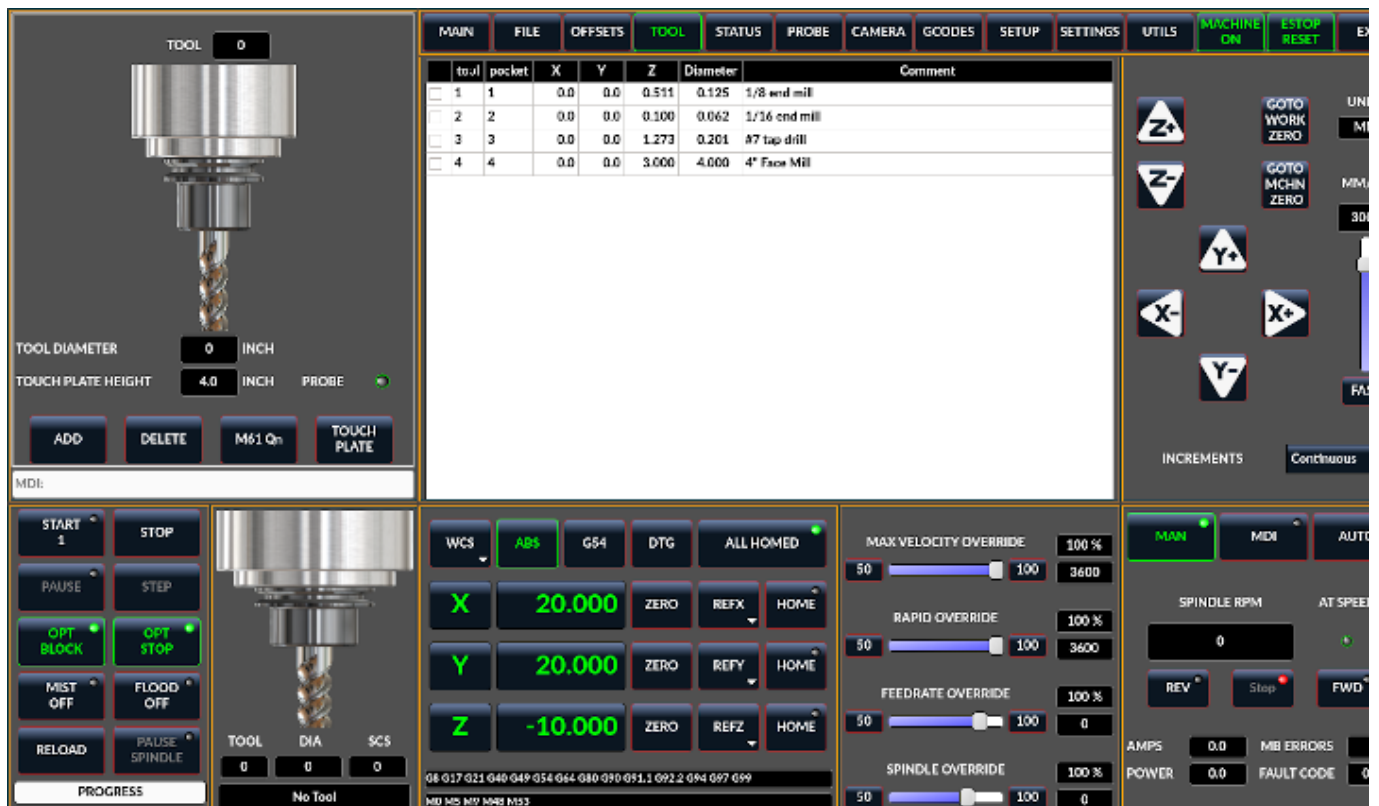 TOOL 0
TOOL DIAMETER 0 INCH
TOUCH PLATE HEIGHT 4.0 INCH PROBE
ADD DELETE M61 Qn TOUCH PLATE
MDI:
MAIN FILE OFFSETS TOOL STATUS PROBE CAMERA GCODES SETUP SETTINGS UTILS MACHINE ON ESTOP RESET
tool pocket X Y Z Diameter Comment
1 1 0.0 0.0 0.511 0.125 1/8 end mill
2 2 0.0 0.0 0.100 0.062 1/16 end mill
3 3 0.0 0.0 1.273 0.201 #7 tap drill
4 4 0.0 0.0 3.000 4.000 4" Face Mill
Z+ GOTO WORK ZERO
Z- GOTO MCHN ZERO
Y+
X- X+
Y-
INCREMENTS Continuous
START 1 STOP
PAUSE STEP
OPT BLOCK OPT STOP
MIST OFF FLOOD OFF
RELOAD PAUSE SPINDLE
PROGRESS
TOOL DIA SCS
0 0 0
No Tool
WCS ABS G54 DTG ALL HOMED
X 20.000 ZERO REFX HOME
Y 20.000 ZERO REFY HOME
Z -10.000 ZERO REFZ HOME
G8 G17 G21 G40 G49 G54 G64 G80 G90 G91.1 G92.2 G94 G97 G99
M0 M5 M9 M48 M53
MAX VELOCITY OVERRIDE 100 %
50 100 3600
RAPID OVERRIDE 100 %
50 100 3600
FEEDRATE OVERRIDE 100 %
50 100 0
SPINDLE OVERRIDE 100 %
50 100 0
MAN MDI AUTO
SPINDLE RPM AT SPEED
0
REV Stop FWD
AMPS 0.0 MB ERRORS
POWER 0.0 FAULT CODE